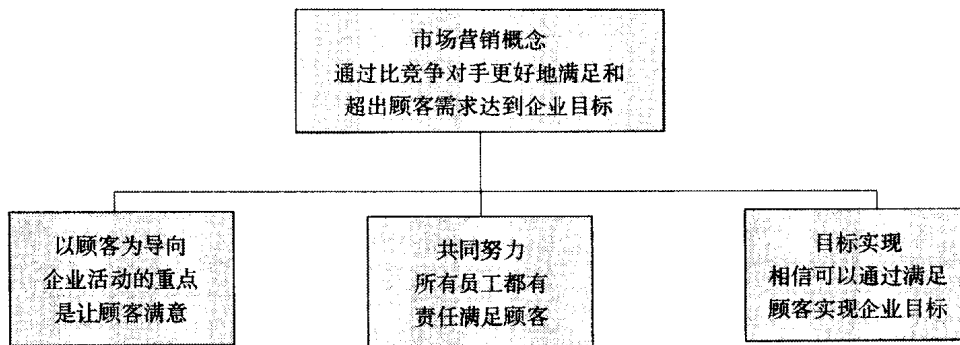 市场营销概念
通过比竞争对手更好地满足和
超出顾客需求达到企业目标
以顾客为导向
企业活动的重点
是让顾客满意
共同努力
所有员工都有
责任满足顾客
目标实现
相信可以通过满足
顾客实现企业目标